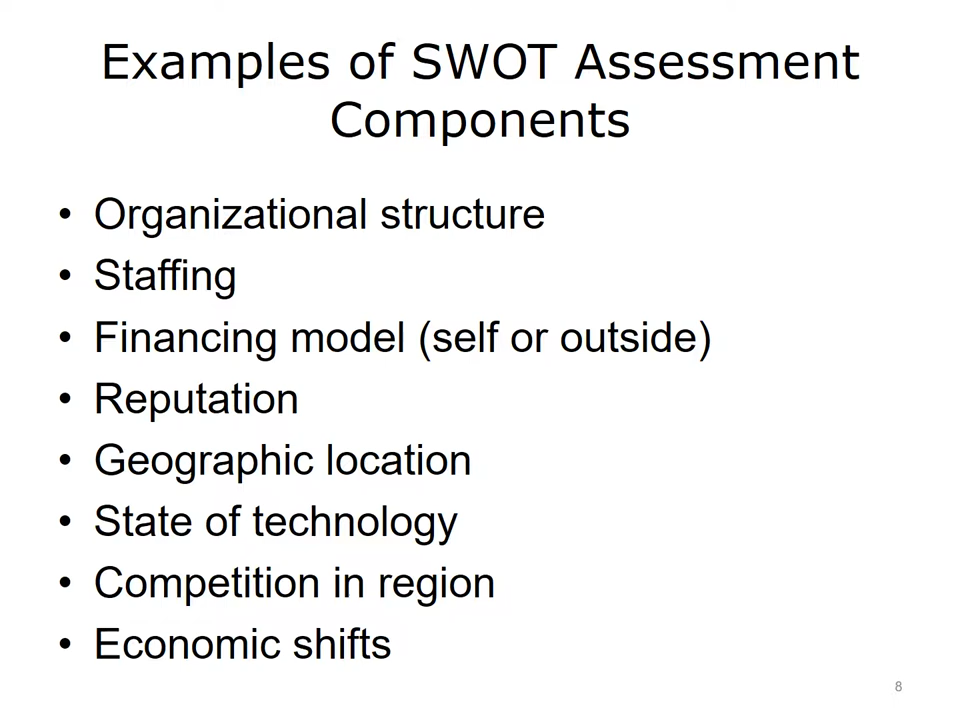 Examples of SWOT Assessment
Components
• Organizational structure
• Staffing
• Financing model (self or outside)
• Reputation
• Geographic location
• State of technology
• Competition in region
• Economic shifts
8